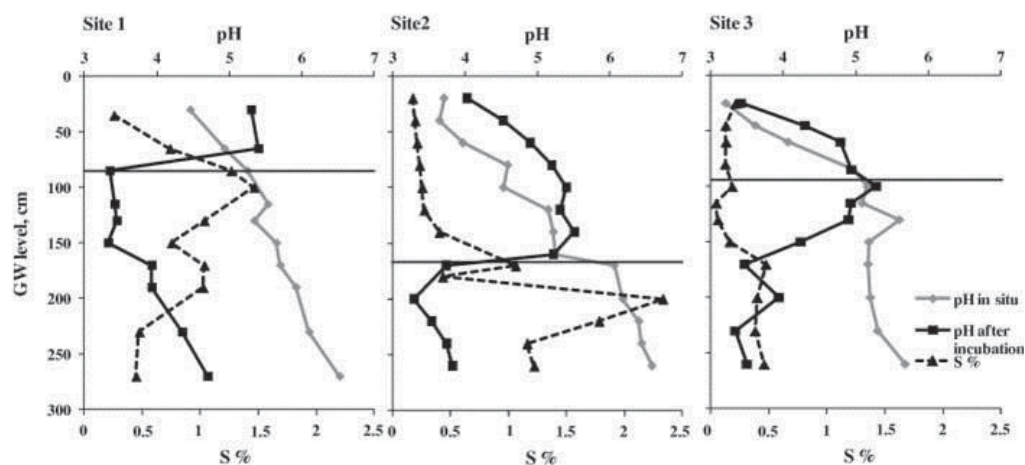 Site 1
pH
3 4 5 6 7
Site2
pH
3 4 5 6 7
Site 3
pH
3 4 5 6 7
GW level, cm
0
50
100
150
200
250
300
pH in situ
pH after
incubation
S %
0 0.5 1 1.5 2 2.5
S %
0 0.5 1 1.5 2 2.5
S %
0 0.5 1 1.5 2 2.5
S %